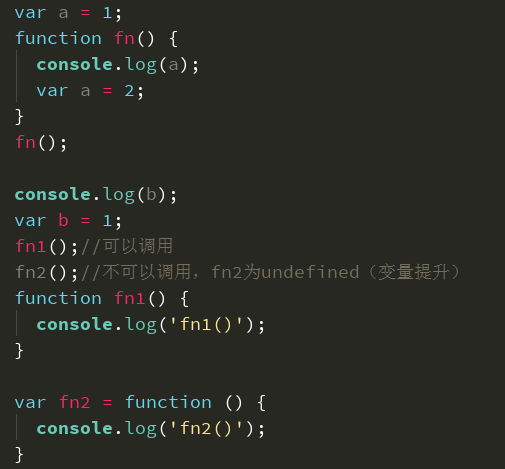 var a = 1;
function fn() {
  console.log(a);
  var a = 2;
}
fn();

console.log(b);
var b = 1;
fn1();//可以调用
fn2();//不可以调用，fn2为undefined（变量提升）
function fn1() {
  console.log('fn1()');
}

var fn2 = function () {
  console.log('fn2()');
}